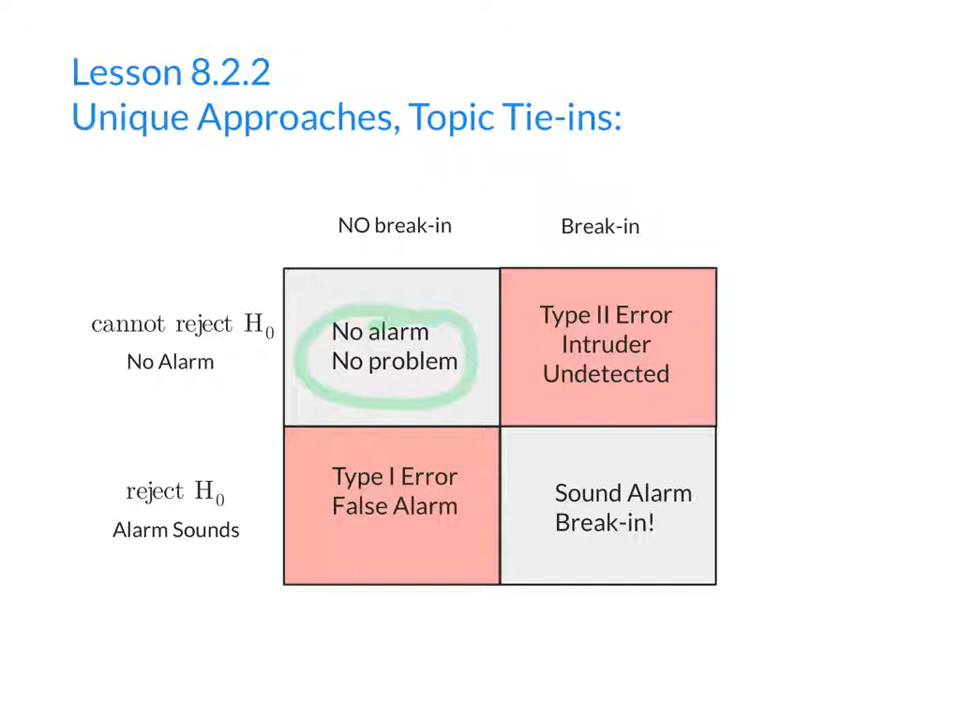 Lesson 8.2.2
Unique Approaches, Topic Tie-ins:
NO break-in
Break-in
cannot reject H₀
No Alarm
No alarm
No problem
Type II Error
Intruder
Undetected
reject H₀
Alarm Sounds
Type I Error
False Alarm
Sound Alarm
Break-in!